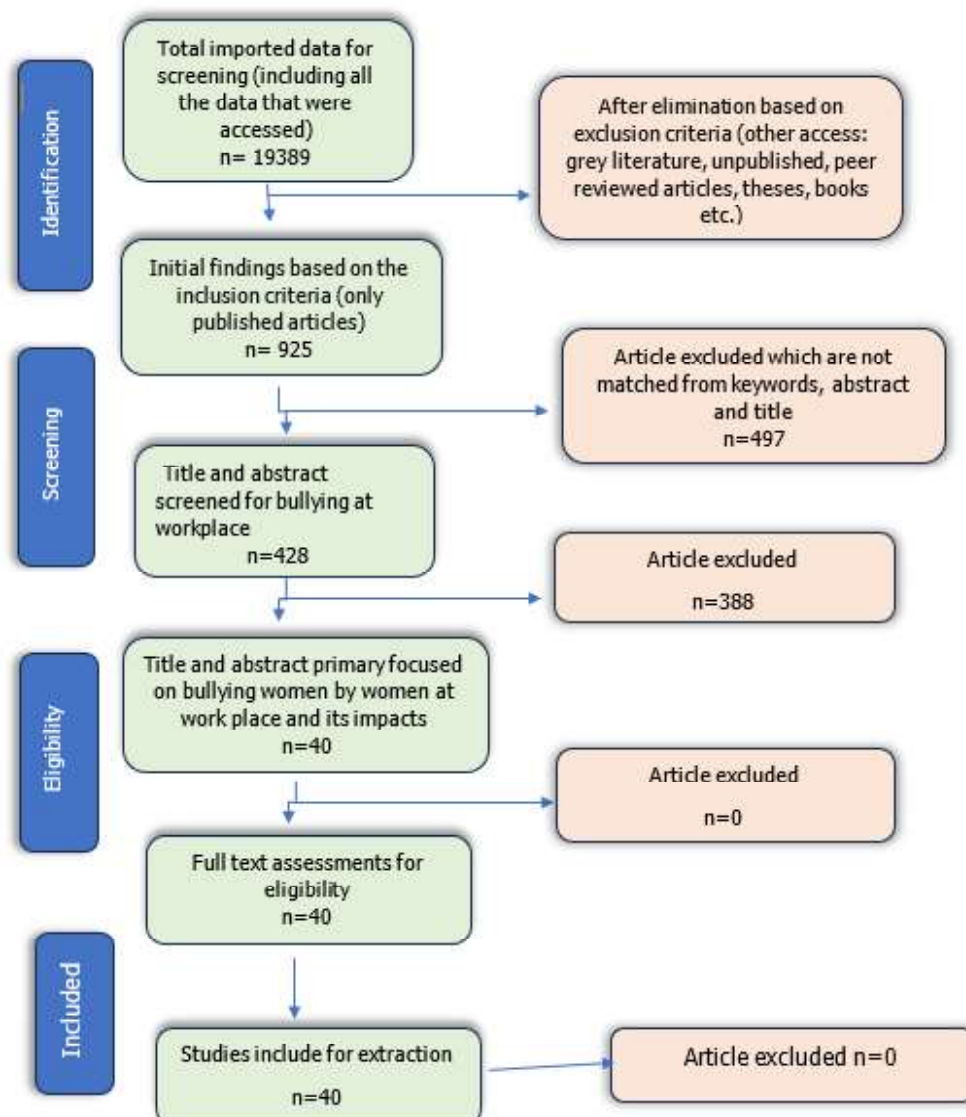 Identification
Total imported data for
screening (including all
the data that were
accessed)
n= 19389
After elimination based on
exclusion criteria (other access:
grey literature, unpublished, peer
reviewed articles, theses, books
etc.)
Initial findings based on the
inclusion criteria (only
published articles)
n= 925
Screening
Article excluded which are not
matched from keywords, abstract
and title
n=497
Title and abstract
screened for bullying at
workplace
n=428
Article excluded
n=388
Eligibility
Title and abstract primary focused
on bullying women by women at
work place and its impacts
n=40
Article excluded
n=0
Full text assessments for
eligibility
n=40
Included
Studies include for extraction
n=40
Article excluded n=0